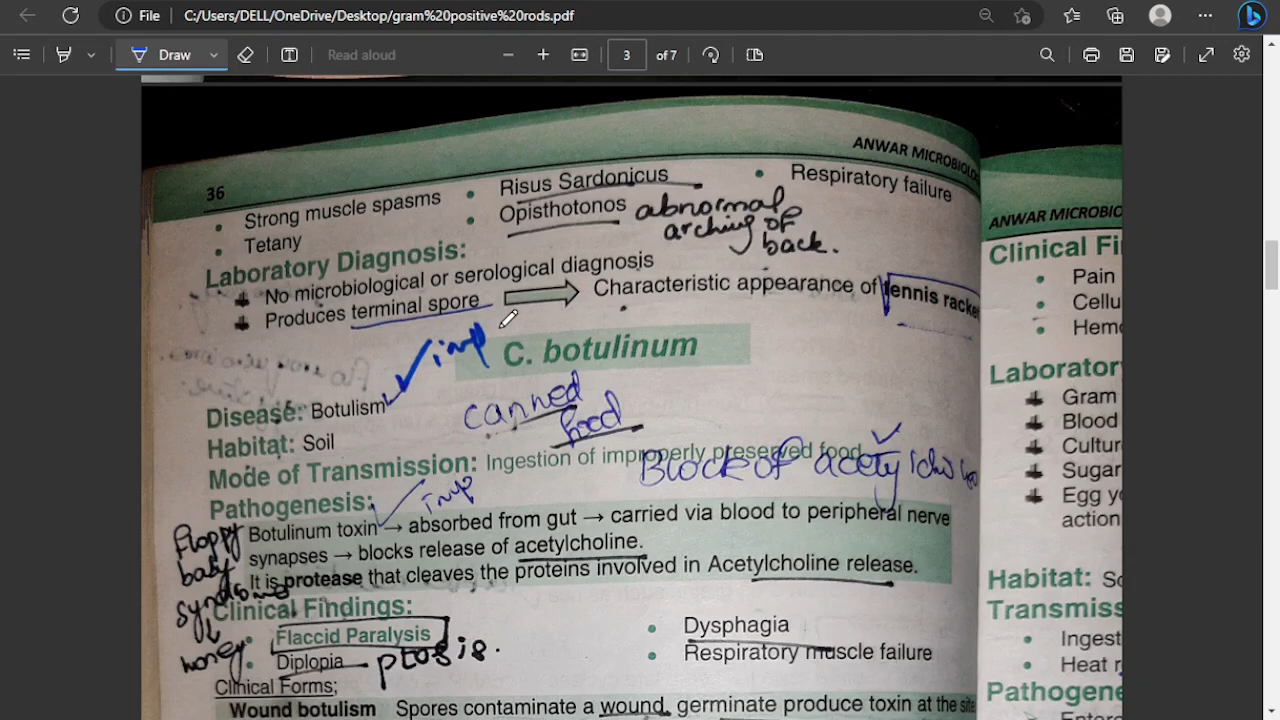 File
C:/Users/DELL/OneDrive/Desktop/gram%20positive%20rods.pdf
Draw
Read aloud
3
of 7
ANWAR MICROBIOLO
36
Strong muscle spasms
Risus Sardonicus
Respiratory failure
Tetany
Opisthotonos
abnormal
arching of
back.
Laboratory Diagnosis:
No microbiological or serological diagnosis
Produces terminal spore
Characteristic appearance of tennis racke
imp
C. botulinum
Disease: Botulism
canned
food
Habitat: Soil
Mode of Transmission: Ingestion of improperly preserved food
Block of
Pathogenesis:
imp
Botulinum toxin → absorbed from gut → carried via blood to peripheral nerve
synapses → blocks release of acetylcholine.
It is protease that cleaves the proteins involved in Acetylcholine release.
Floppy
baby
syndrome
honey
Clinical Findings:
Flaccid Paralysis
Dysphagia
Diplopia
ptosis.
Respiratory muscle failure
Clinical Forms;
Wound botulism
Spores contaminate a wound, germinate produce toxin at the site
ANWAR MICROBIO
Clinical Fi
Pain
Cellu
Hemo
Laborator
Gram
Blood
Cultur
Sugar
Egg y
action
Habitat: So
Transmiss
Ingest
Heat r
Pathogene